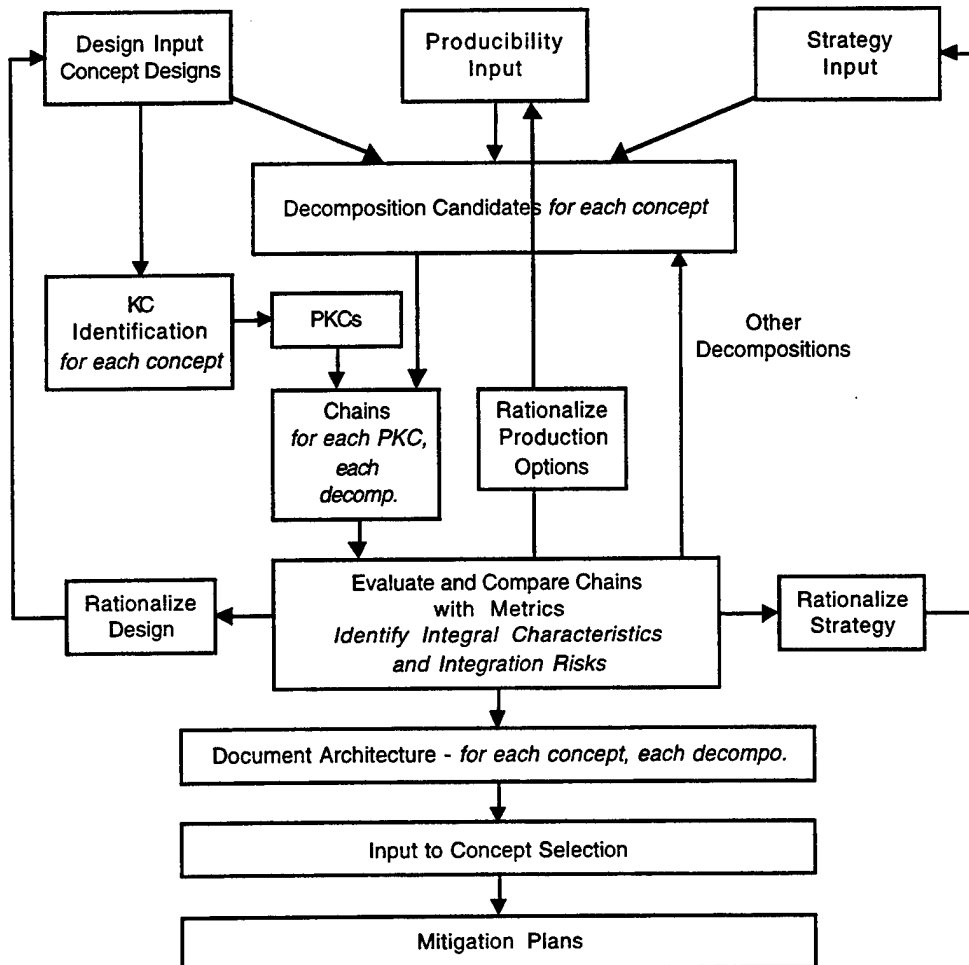 Design Input
Concept Designs
Producibility
Input
Strategy
Input
Decomposition Candidates for each concept
KC
Identification
for each concept
PKCs
Other
Decompositions
Chains
for each PKC,
each
decomp.
Rationalize
Production
Options
Rationalize
Design
Evaluate and Compare Chains
with Metrics
Identify Integral Characteristics
and Integration Risks
Rationalize
Strategy
Document Architecture - for each concept, each decompo.
Input to Concept Selection
Mitigation Plans